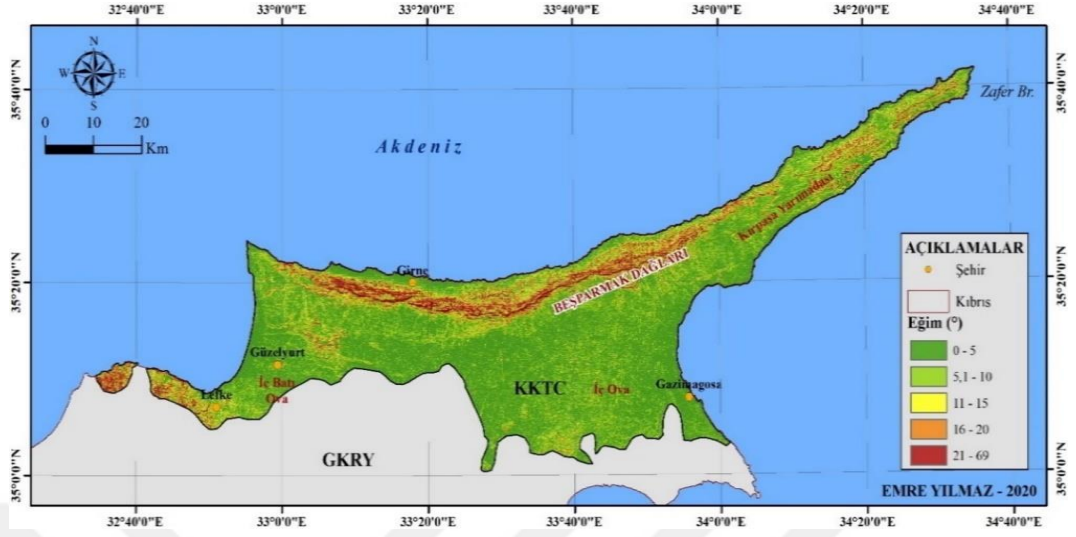 32°40'0"E 33°0'0"E 33°20'0"E 33°40'0"E 34°0'0"E 34°20'0"E 34°40'0"E
N
W E
S
0 10 20
Km
35°40'0"N
35°40'0"N
Zafer Br.
Akdeniz
Karpaşa Yarımadası
Girne
BEŞPARMAK DAĞLARI
35°20'0"N
35°20'0"N
Güzelyurt
İç Batı
Ova
Lefke
KKTC
İç Ova
Gazimagosa
GKRY
35°0'0"N
35°0'0"N
AÇIKLAMALAR
Şehir
Kıbrıs
Eğim (°)
0 - 5
5,1 - 10
11 - 15
16 - 20
21 - 69
EMRE YILMAZ - 2020
32°40'0"E 33°0'0"E 33°20'0"E 33°40'0"E 34°0'0"E 34°20'0"E 34°40'0"E